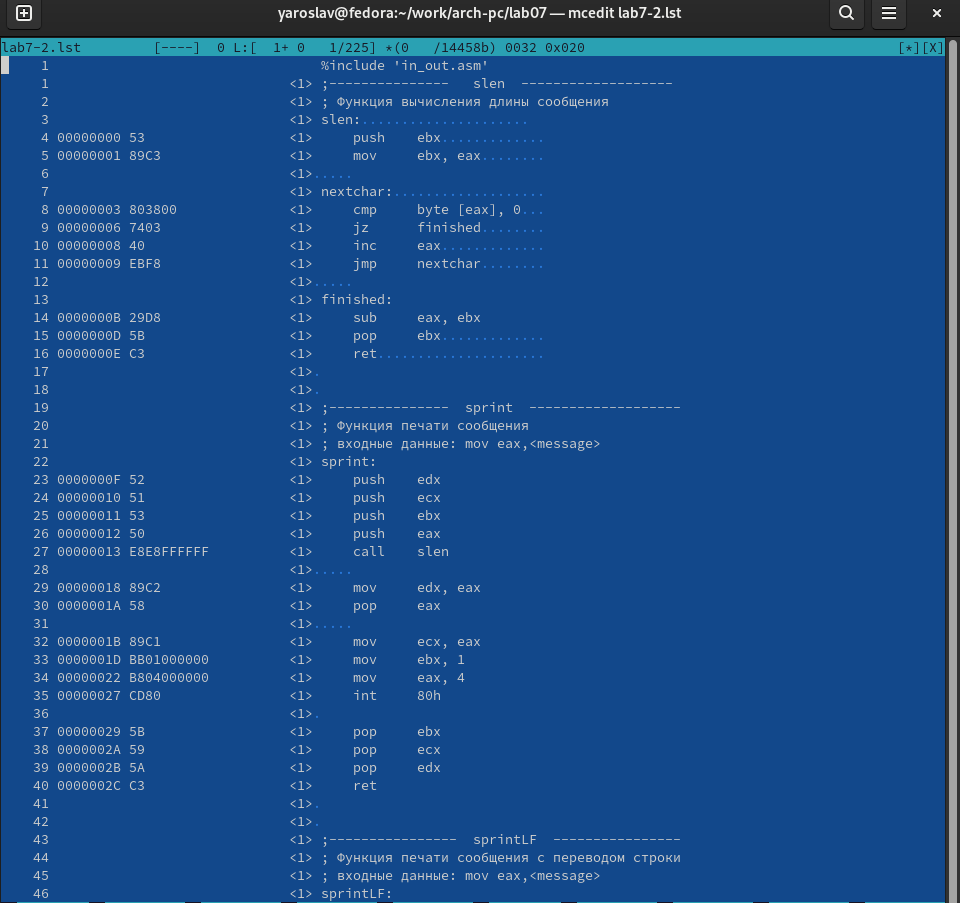 yaroslav@fedora:~/work/arch-pc/lab07 — mcedit lab7-2.lst
lab7-2.lst         [----]  0 L:[  1+ 0   1/225] *(0   /14458b) 0032 0x020                                       [*][X]
     1                                  %include 'in_out.asm'
     1                              <1> ;---------------   slen  -------------------
     2                              <1> ; Функция вычисления длины сообщения
     3                              <1> slen:.....................
     4 00000000 53                  <1>     push    ebx.............
     5 00000001 89C3                <1>     mov     ebx, eax........
     6                              <1>.....
     7                              <1> nextchar:...................
     8 00000003 803800              <1>     cmp     byte [eax], 0...
     9 00000006 7403                <1>     jz      finished........
    10 00000008 40                  <1>     inc     eax.............
    11 00000009 EBF8                <1>     jmp     nextchar........
    12                              <1>.....
    13                              <1> finished:
    14 0000000B 29D8                <1>     sub     eax, ebx
    15 0000000D 5B                  <1>     pop     ebx.............
    16 0000000E C3                  <1>     ret.....................
    17                              <1>.
    18                              <1>.
    19                              <1> ;---------------  sprint  -------------------
    20                              <1> ; Функция печати сообщения
    21                              <1> ; входные данные: mov eax,<message>
    22                              <1> sprint:
    23 0000000F 52                  <1>     push    edx
    24 00000010 51                  <1>     push    ecx
    25 00000011 53                  <1>     push    ebx
    26 00000012 50                  <1>     push    eax
    27 00000013 E8E8FFFFFF          <1>     call    slen
    28                              <1>.....
    29 00000018 89C2                <1>     mov     edx, eax
    30 0000001A 58                  <1>     pop     eax
    31                              <1>.....
    32 0000001B 89C1                <1>     mov     ecx, eax
    33 0000001D BB01000000          <1>     mov     ebx, 1
    34 00000022 B804000000          <1>     mov     eax, 4
    35 00000027 CD80                <1>     int     80h
    36                              <1>.
    37 00000029 5B                  <1>     pop     ebx
    38 0000002A 59                  <1>     pop     ecx
    39 0000002B 5A                  <1>     pop     edx
    40 0000002C C3                  <1>     ret
    41                              <1>.
    42                              <1>.
    43                              <1> ;----------------  sprintLF  ----------------
    44                              <1> ; Функция печати сообщения с переводом строки
    45                              <1> ; входные данные: mov eax,<message>
    46                              <1> sprintLF: